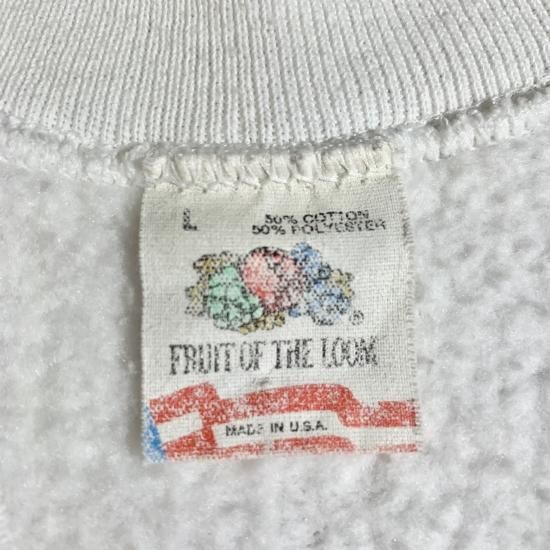 L
50% COTTON
50% POLYESTER
®
FRUIT OF THE LOOM
MADE IN U.S.A.